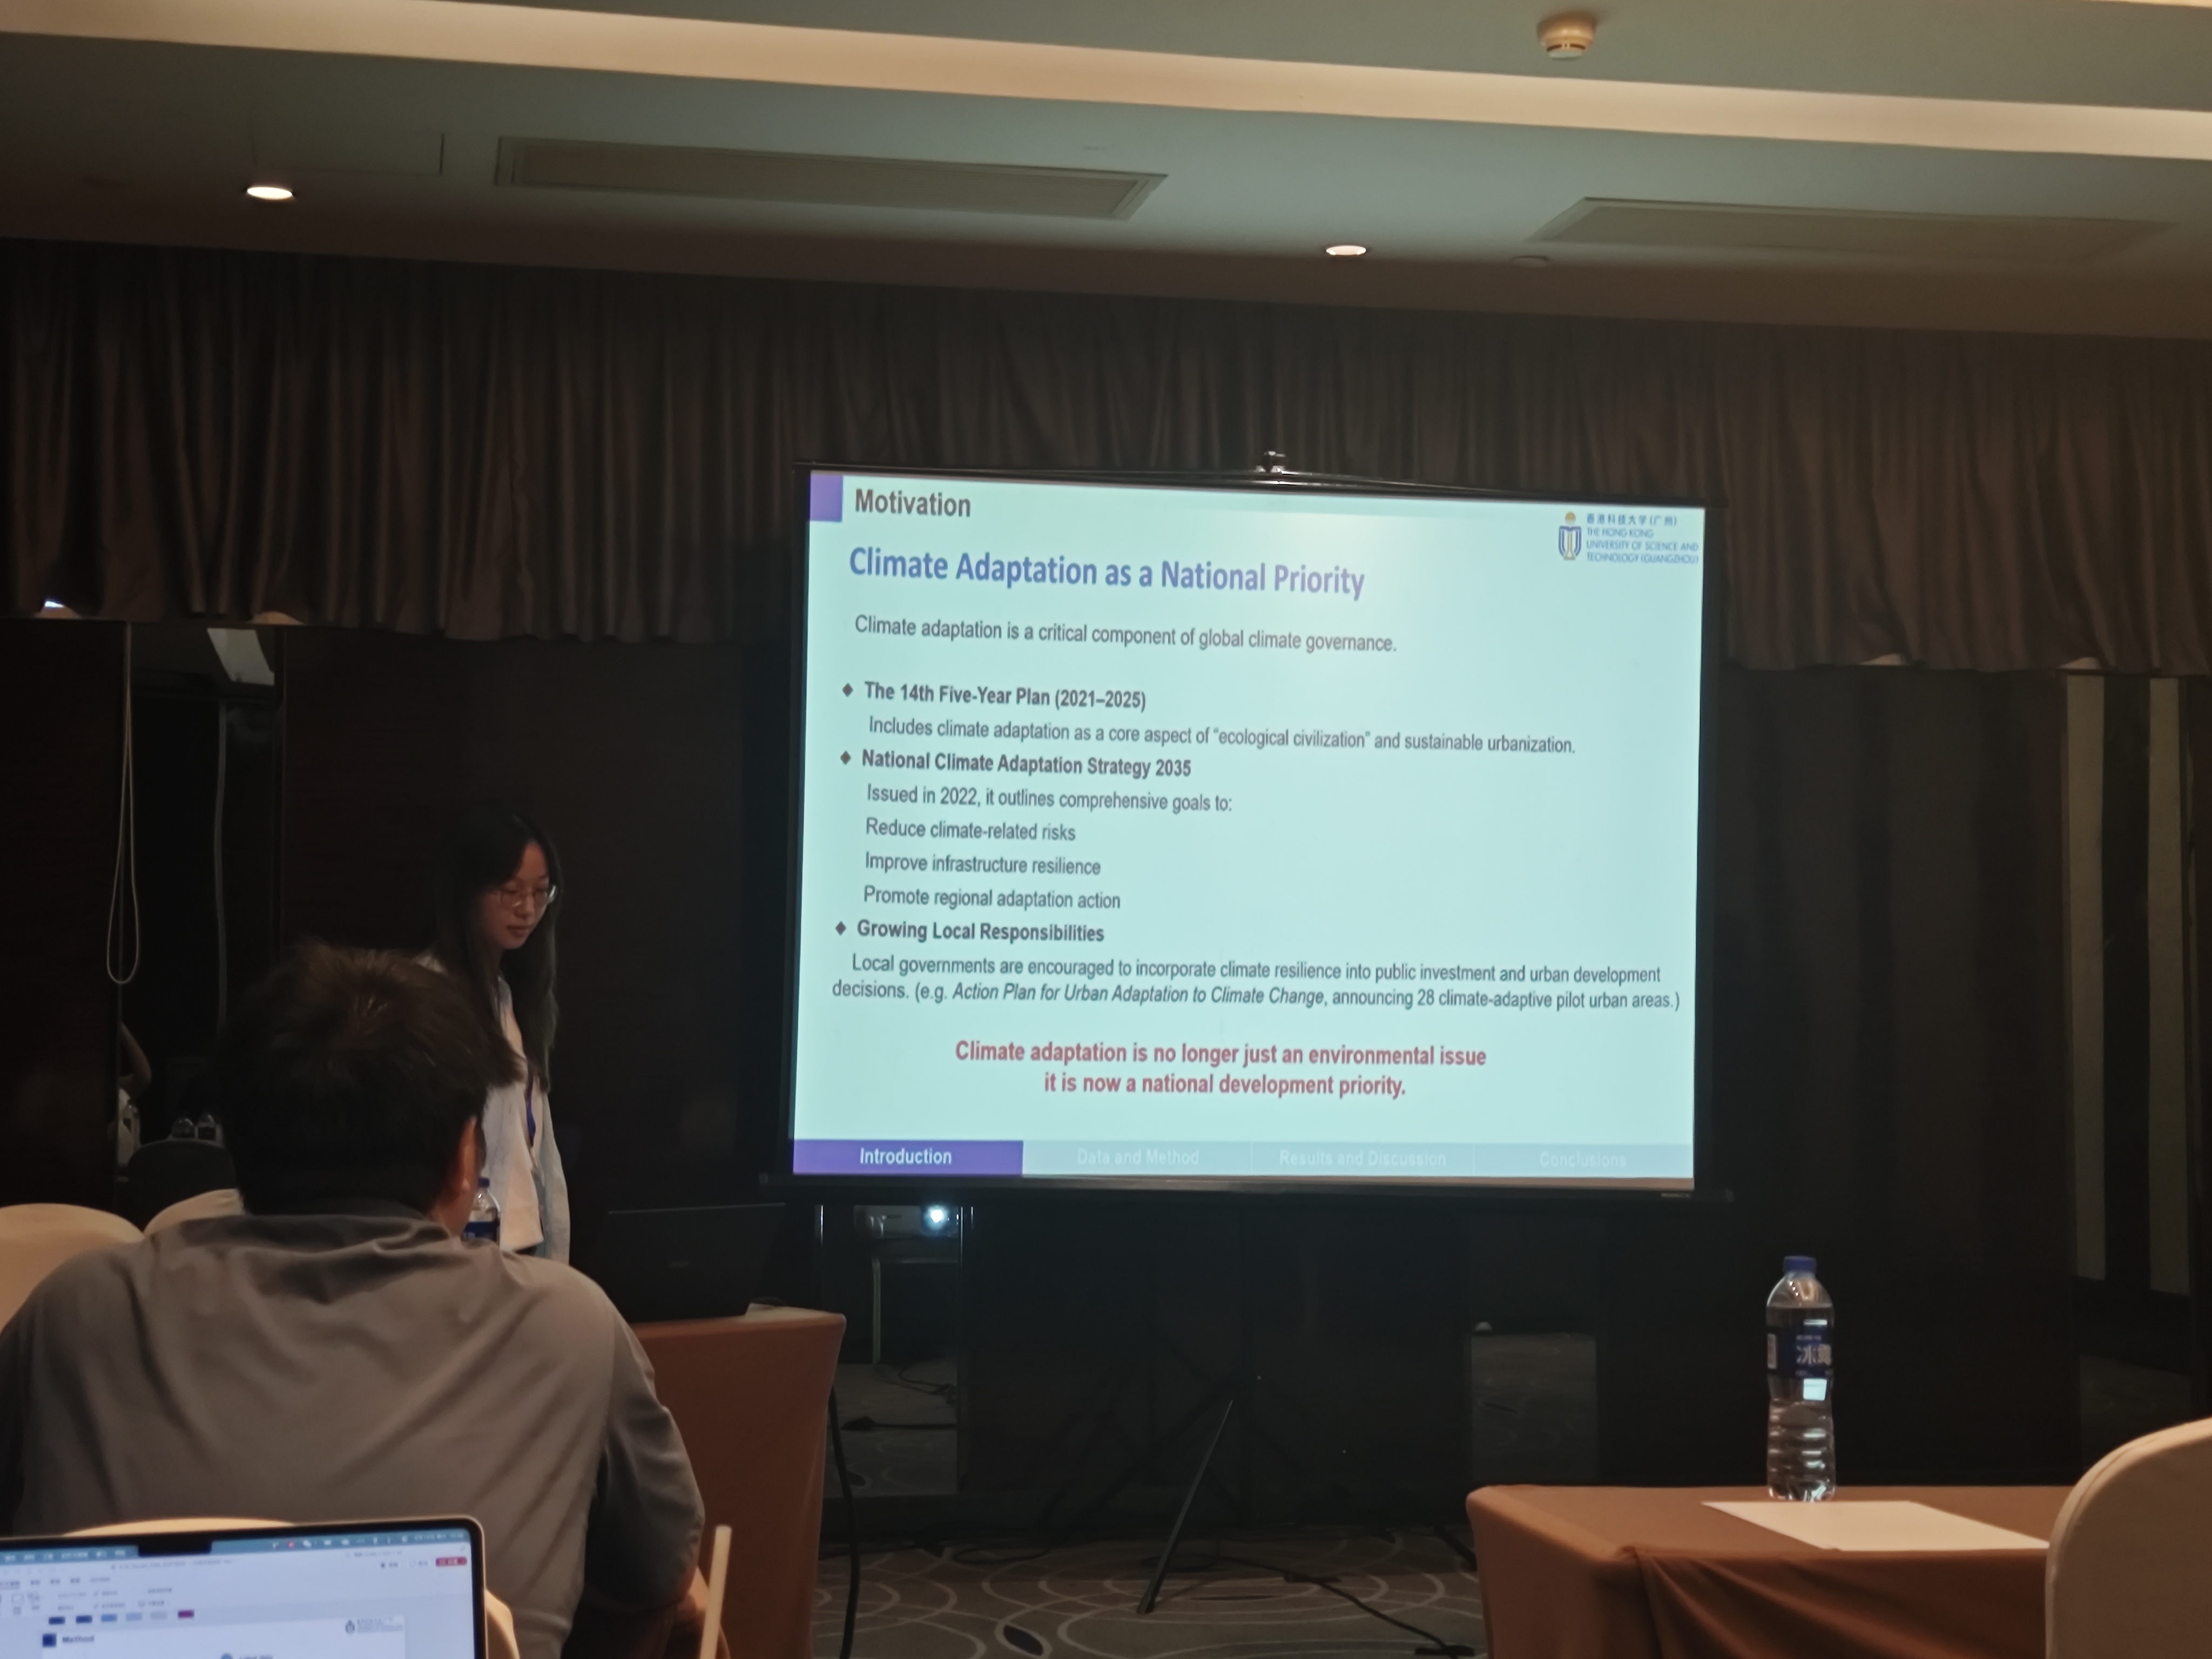 Motivation
香港科技大学(广州)
THE HONG KONG
UNIVERSITY OF SCIENCE AND
TECHNOLOGY (GUANGZHOU)
Climate Adaptation as a National Priority
Climate adaptation is a critical component of global climate governance.
◆ The 14th Five-Year Plan (2021–2025)
Includes climate adaptation as a core aspect of “ecological civilization” and sustainable urbanization.
◆ National Climate Adaptation Strategy 2035
Issued in 2022, it outlines comprehensive goals to:
Reduce climate-related risks
Improve infrastructure resilience
Promote regional adaptation action
◆ Growing Local Responsibilities
Local governments are encouraged to incorporate climate resilience into public investment and urban development
decisions. (e.g. Action Plan for Urban Adaptation to Climate Change, announcing 28 climate-adaptive pilot urban areas.)
Climate adaptation is no longer just an environmental issue
it is now a national development priority.
Introduction
Data and Method
Results and Discussion
Conclusions
冰露
Method